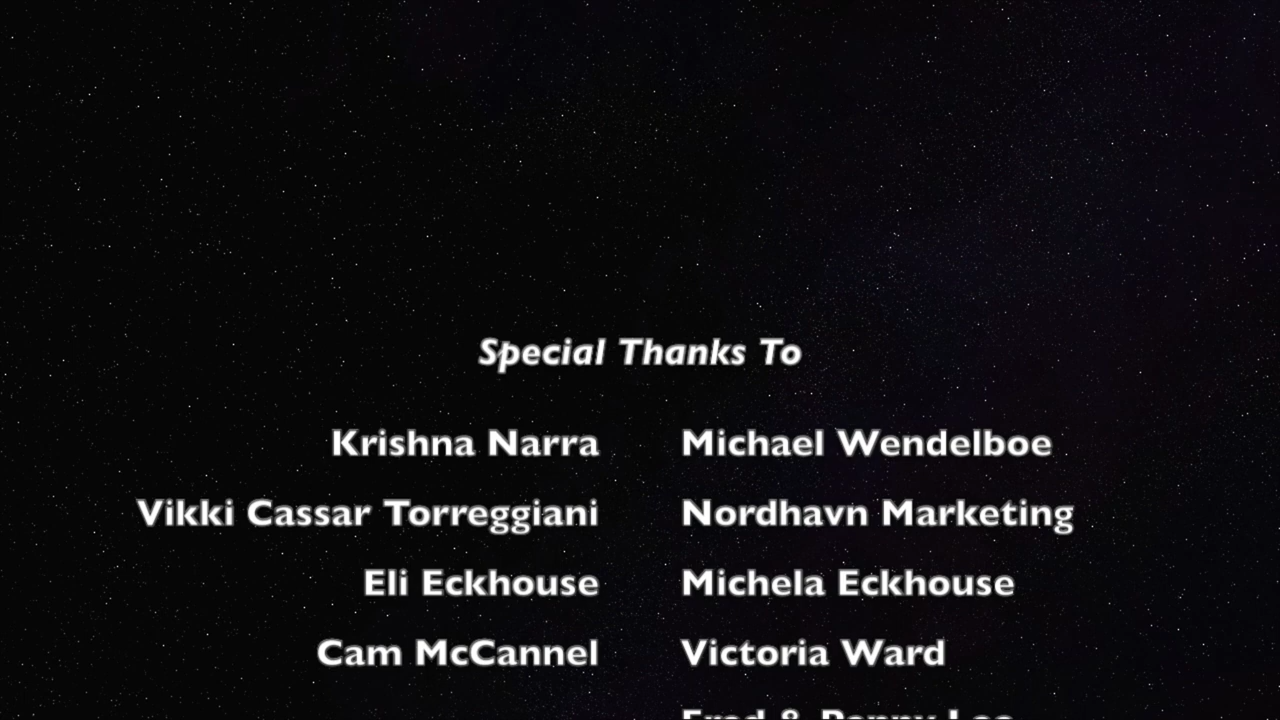 Special Thanks To
Krishna Narra Michael Wendelboe
Vikki Cassar Torreggiani Nordhavn Marketing
Eli Eckhouse Michela Eckhouse
Cam McCannel Victoria Ward